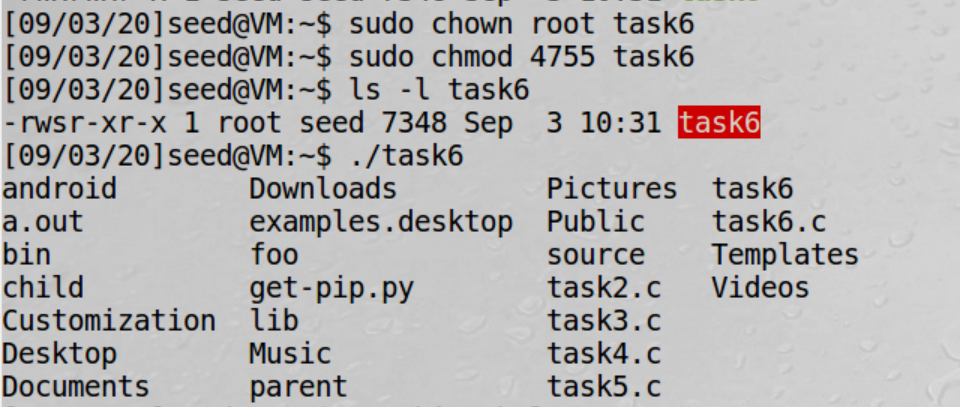 [09/03/20]seed@VM:~$ sudo chown root task6
[09/03/20]seed@VM:~$ sudo chmod 4755 task6
[09/03/20]seed@VM:~$ ls -l task6
-rwsr-xr-x 1 root seed 7348 Sep  3 10:31 task6
[09/03/20]seed@VM:~$ ./task6
android        Downloads         Pictures  task6
a.out          examples.desktop  Public    task6.c
bin            foo               source    Templates
child          get-pip.py        task2.c   Videos
Customization  lib               task3.c
Desktop        Music             task4.c
Documents      parent            task5.c